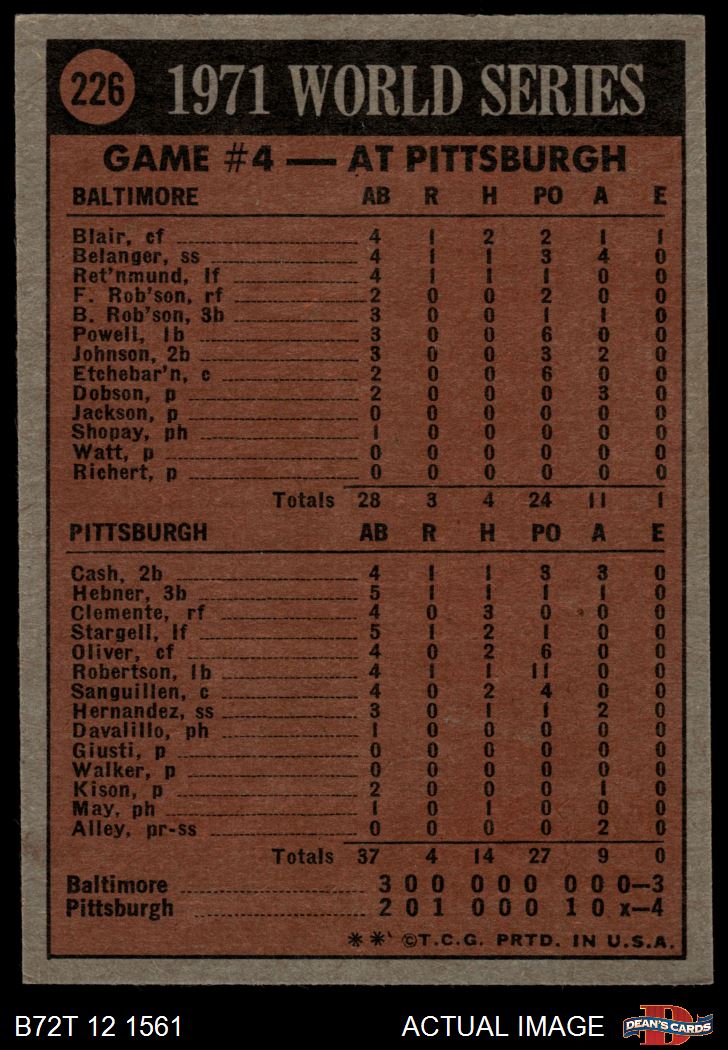 226 1971 WORLD SERIES
GAME #4 — AT PITTSBURGH
BALTIMORE AB R H PO A E
Blair, cf 4 1 2 2 1 1
Belanger, ss 4 1 1 3 4 0
Ret'nmund, lf 4 1 1 1 0 0
F. Rob'son, rf 2 0 0 2 0 0
B. Rob'son, 3b 3 0 0 1 1 0
Powell, 1b 3 0 0 6 0 0
Johnson, 2b 3 0 0 3 2 0
Etchebar'n, c 2 0 0 6 0 0
Dobson, p 2 0 0 0 3 0
Jackson, p 0 0 0 0 0 0
Shopay, ph 1 0 0 0 0 0
Watt, p 0 0 0 0 0 0
Richert, p 0 0 0 0 0 0
Totals 28 3 4 24 11 1
PITTSBURGH AB R H PO A E
Cash, 2b 4 1 1 3 3 0
Hebner, 3b 5 1 1 1 1 0
Clemente, rf 4 0 3 0 0 0
Stargell, lf 5 1 2 1 0 0
Oliver, cf 4 0 2 6 0 0
Robertson, 1b 4 1 1 11 0 0
Sanguillen, c 4 0 2 4 0 0
Hernandez, ss 3 0 1 1 2 0
Davalillo, ph 1 0 0 0 0 0
Giusti, p 0 0 0 0 0 0
Walker, p 0 0 0 0 0 0
Kison, p 2 0 0 0 1 0
May, ph 1 0 1 0 0 0
Alley, pr-ss 0 0 0 0 2 0
Totals 37 4 14 27 9 0
Baltimore 3 0 0 0 0 0 0 0 0—3
Pittsburgh 2 0 1 0 0 0 1 0 x—4
** ©T.C.G. PRTD. IN U.S.A.
B72T 12 1561 ACTUAL IMAGE D DEAN'S CARDS